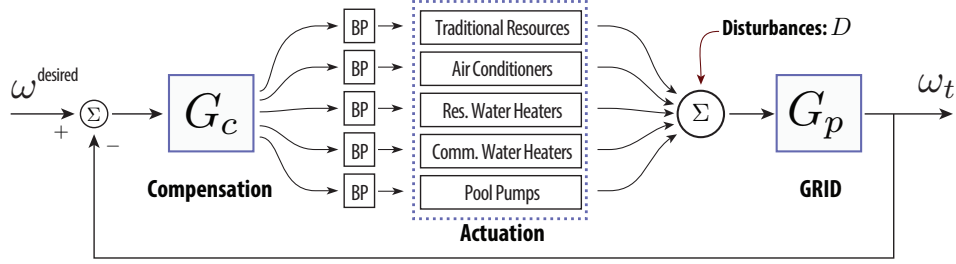 BP Traditional Resources
Disturbances: D
BP Air Conditioners
ω^desired
ω_t
+ Σ − G_c
BP Res. Water Heaters
Σ
G_p
BP Comm. Water Heaters
Compensation
BP Pool Pumps
GRID
Actuation